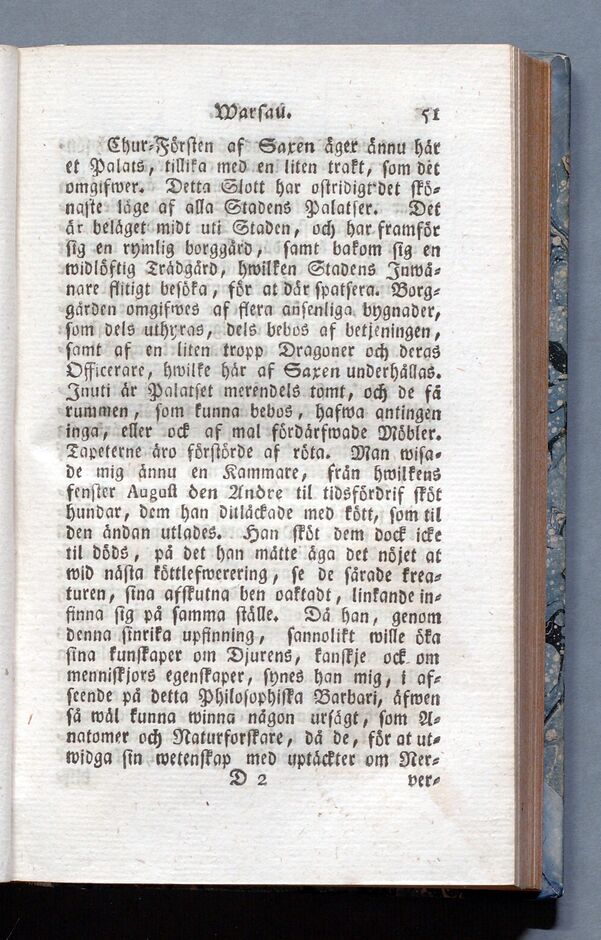 Warsau. 51
Chur-Försten af Saxen äger ännu här
et Palats, tillika med en liten trakt, som det
omgifwer. Detta Slott har ostridigt det skö-
naste läge af alla Stadens Palatser. Det
är beläget midt uti Staden, och har framför
sig en rymlig borggård, samt bakom sig en
widlöftig Trädgård, hwilken Stadens Inwå-
nare flitigt besöka, för at där spatsera. Borg-
gården omgifwes af flera ansenliga bygnader,
som dels uthyras, dels bebos af betjeningen,
samt af en liten tropp Dragoner och deras
Officerare, hwilke här af Saxen underhållas.
Inuti är Palatset merendels tomt, och de få
rummen, som kunna bebos, hafwa antingen
inga, eller ock af mal fördärfwade Möbler.
Tapeterne äro förstörde af röta. Man wisa-
de mig ännu en Kammare, från hwilkens
fenster August den Andre til tidsfördrif sköt
hundar, dem han ditläckade med kött, som til
den ändan utlades. Han sköt dem dock icke
til döds, på det han måtte äga det nöjet at
wid nästa köttlefwerering, se de sårade krea-
turen, sina afskutna ben oaktadt, linkande in-
finna sig på samma ställe. Då han, genom
denna sinrika upfinning, sannolikt wille öka
sina kunskaper om Djurens, kanskje ock om
menniskjors egenskaper, synes han mig, i af-
seende på detta Philosophiska Barbari, äfwen
så wäl kunna winna någon ursägt, som A-
natomer och Naturforskare, då de, för at ut-
widga sin wetenskap med uptäckter om Ner-
D 2 ver-